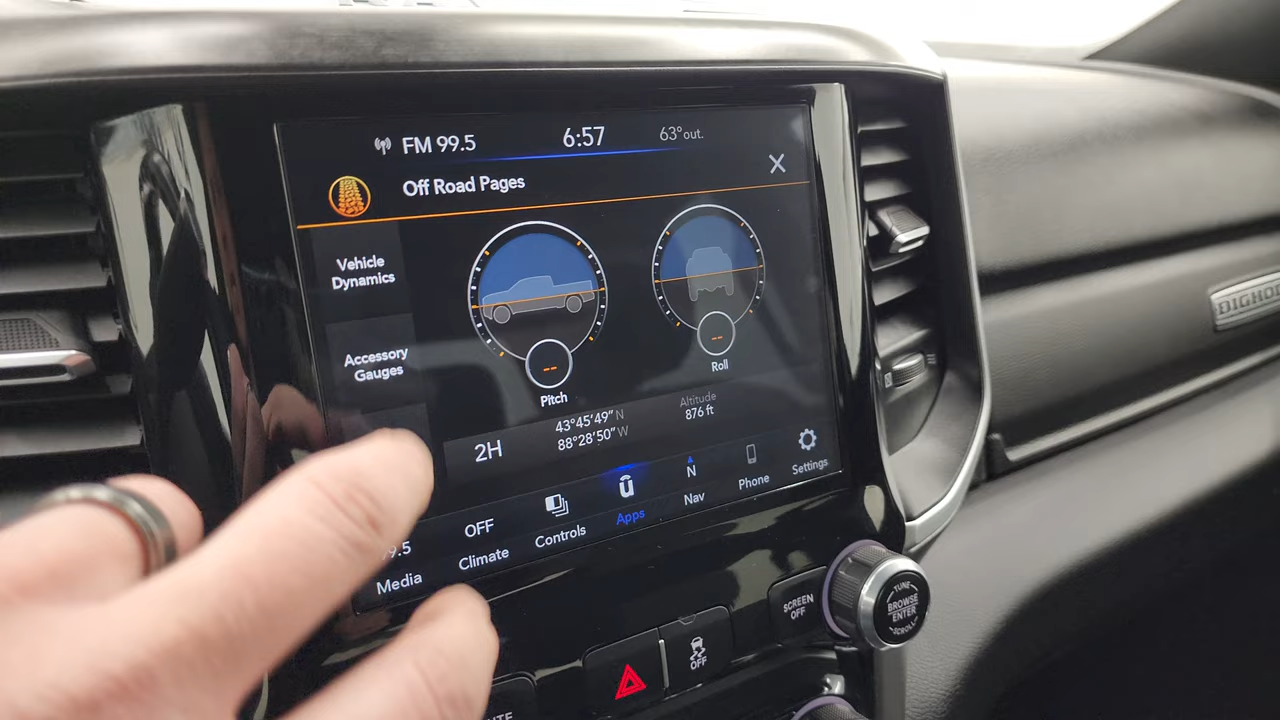 FM 99.5
6:57
63° out.
Off Road Pages
X
Vehicle
Dynamics
Accessory
Gauges
--
Pitch
--
Roll
2H
43°45'49" N
88°28'50" W
Altitude
876 ft
9.5
Media
OFF
Climate
Controls
Apps
N
Nav
Phone
Settings
SCREEN
OFF
TUNE
BROWSE
ENTER
SCROLL
OFF